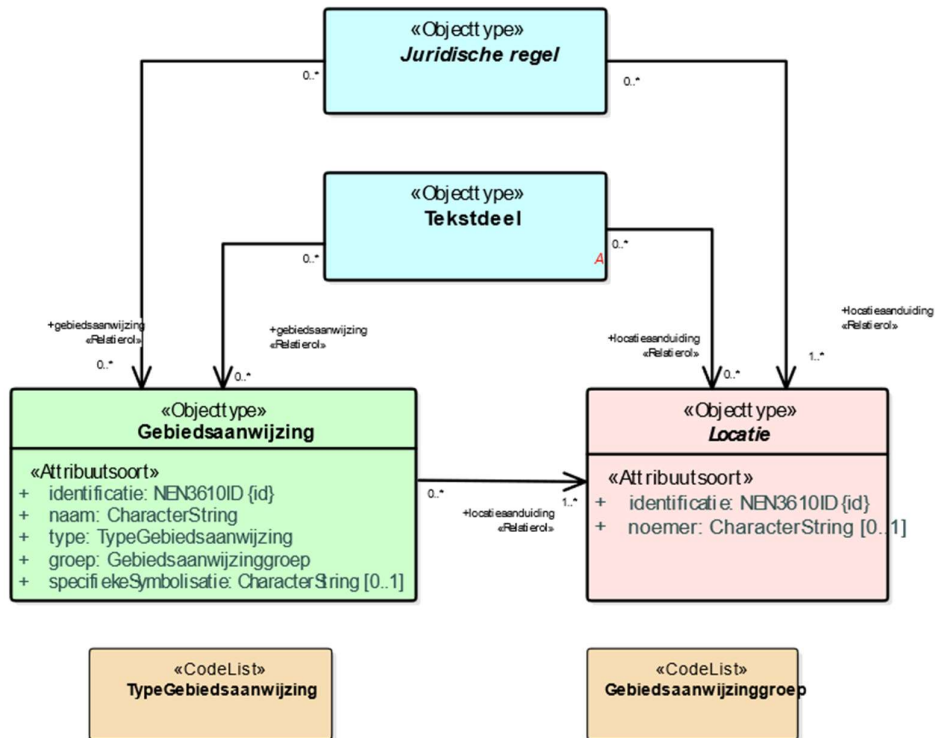 «Objecttype»
Juridische regel
0..*
0..*
«Objecttype»
Tekstdeel
0..*
0..*
A
+gebiedsaanwijzing
«Relatierol»
0..*
+gebiedsaanwijzing
«Relatierol»
0..*
+locatieaanduiding
«Relatierol»
0..*
+locatieaanduiding
«Relatierol»
1..*
«Objecttype»
Gebiedsaanwijzing
«Attribuutsoort»
+ identificatie: NEN3610ID {id}
+ naam: CharacterString
+ type: TypeGebiedsaanwijzing
+ groep: Gebiedsaanwijzinggroep
+ specifiekeSymbolisatie: CharacterString [0..1]
0..*
+locatieaanduiding
«Relatierol»
1..*
«Objecttype»
Locatie
«Attribuutsoort»
+ identificatie: NEN3610ID {id}
+ noemer: CharacterString [0..1]
«CodeList»
TypeGebiedsaanwijzing
«CodeList»
Gebiedsaanwijzinggroep